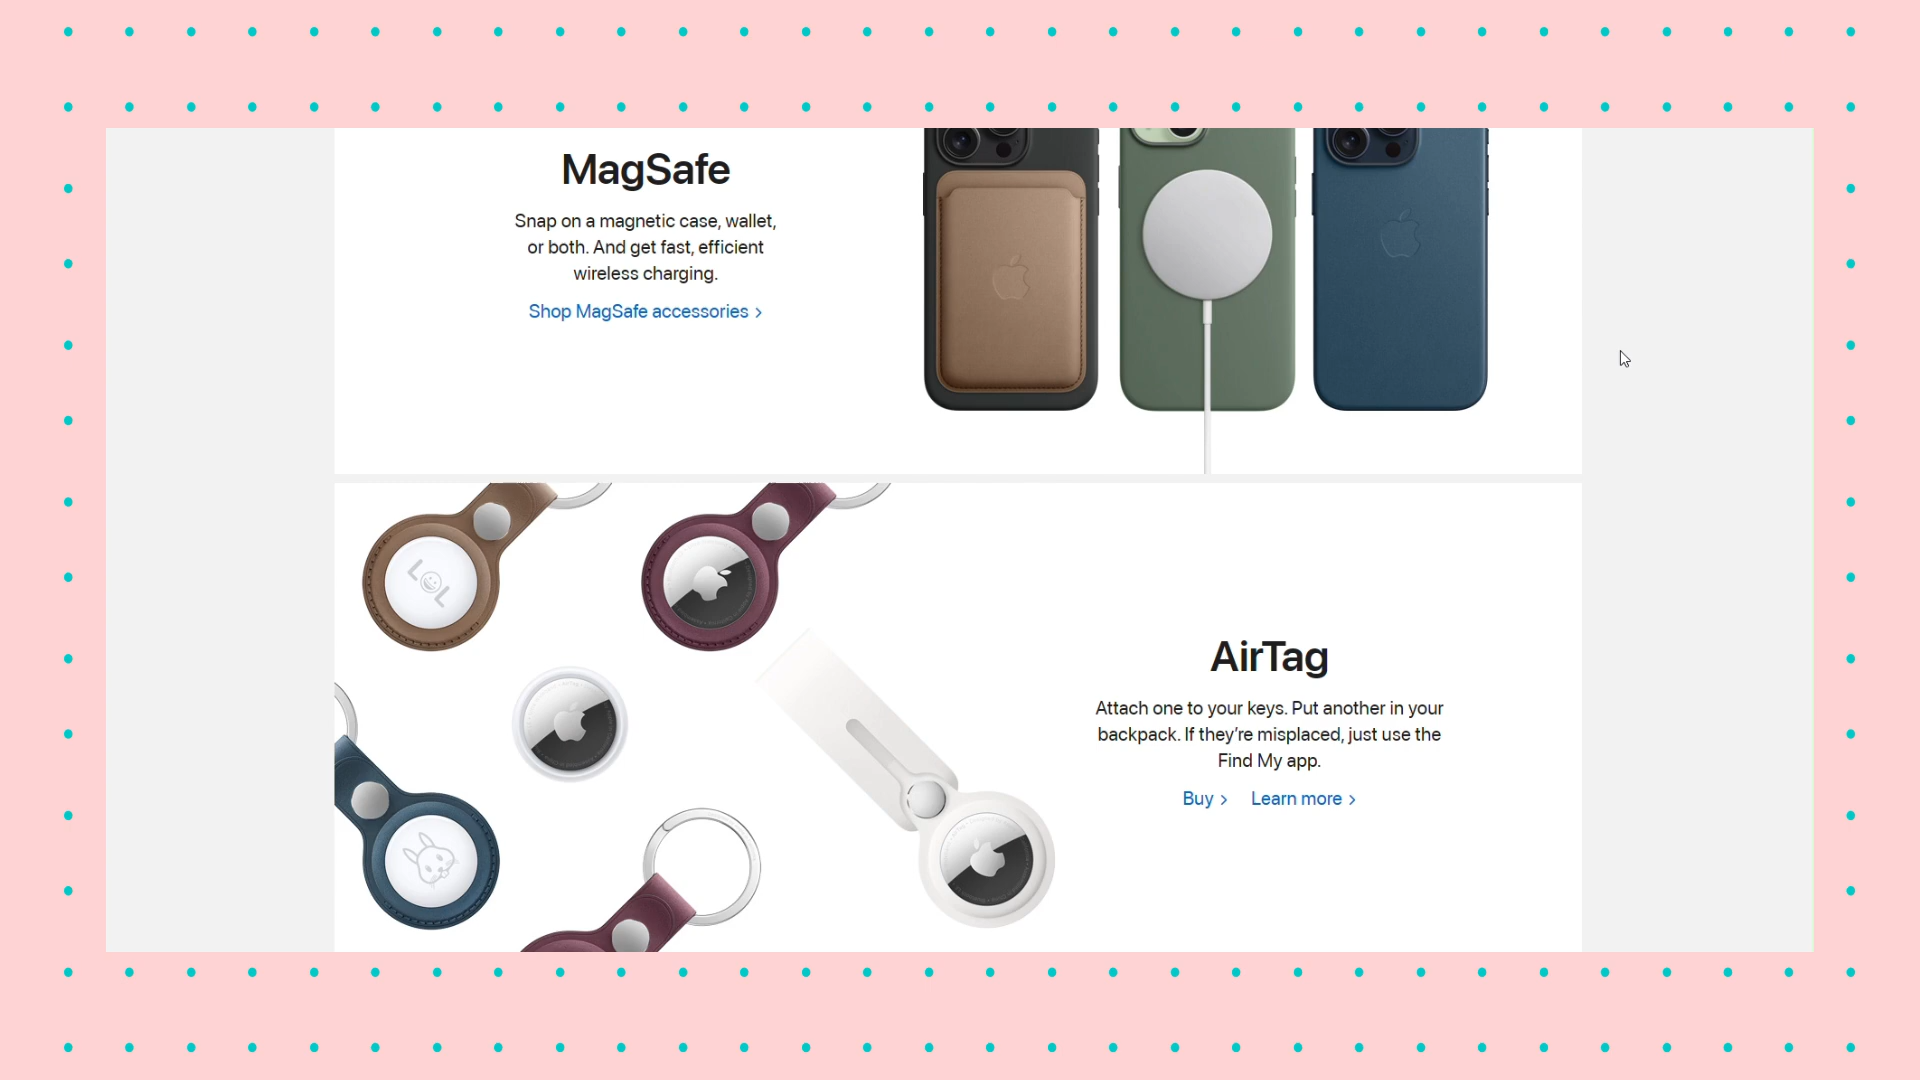 MagSafe
Snap on a magnetic case, wallet,
or both. And get fast, efficient
wireless charging.
Shop MagSafe accessories >
LOL
AirTag
Attach one to your keys. Put another in your
backpack. If they’re misplaced, just use the
Find My app.
Buy > Learn more >